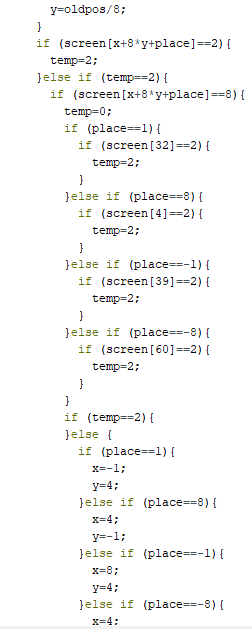 y=oldpos/8;
}
if (screen[x+8*y+place]==2){
temp=2;
}else if (temp==2){
if (screen[x+8*y+place]==8){
temp=0;
if (place==1){
if (screen[32]==2){
temp=2;
}
}else if (place==8){
if (screen[4]==2){
temp=2;
}
}else if (place==-1){
if (screen[39]==2){
temp=2;
}
}else if (place==-8){
if (screen[60]==2){
temp=2;
}
}
}
if (temp==2){
}else {
if (place==1){
x=-1;
y=4;
}else if (place==8){
x=4;
y=-1;
}else if (place==-1){
x=8;
y=4;
}else if (place==-8){
x=4;